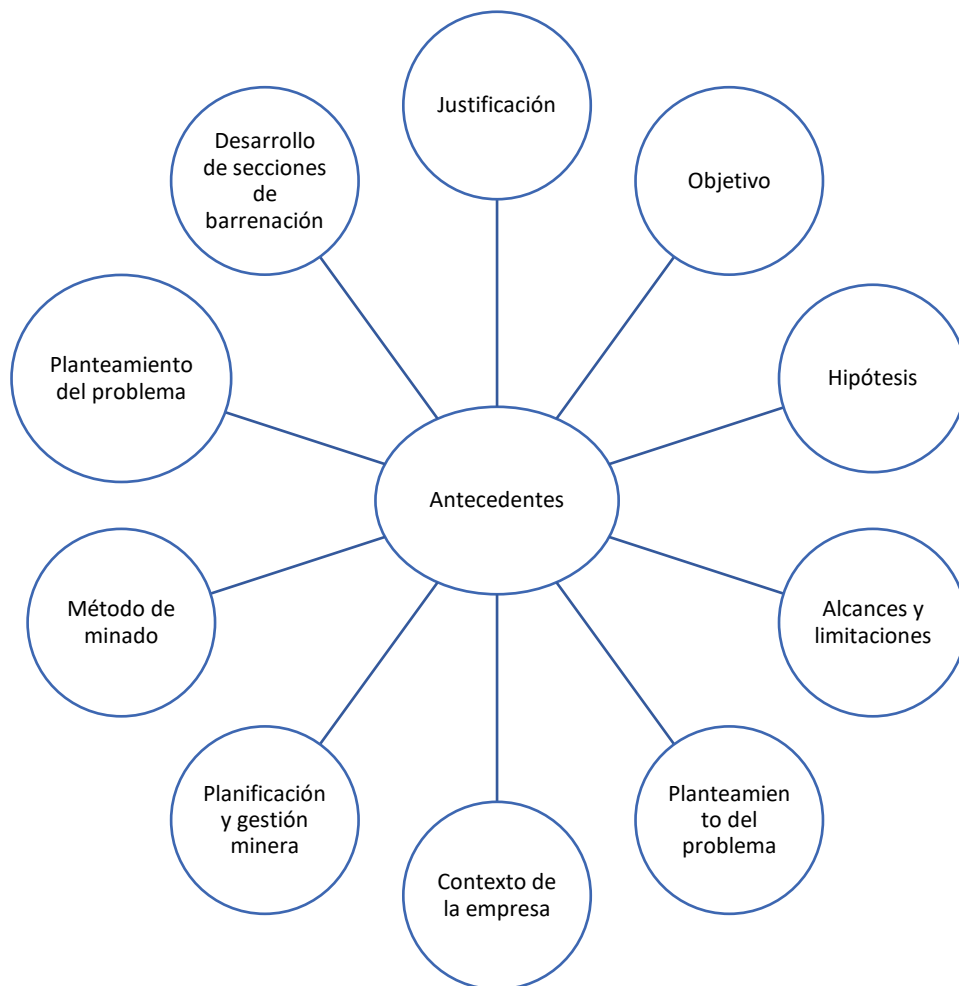 Justificación
Objetivo
Hipótesis
Alcances y
limitaciones
Planteamien
to del
problema
Contexto de
la empresa
Planificación
y gestión
minera
Método de
minado
Planteamiento
del problema
Desarrollo
de secciones
de
barrenación
Antecedentes